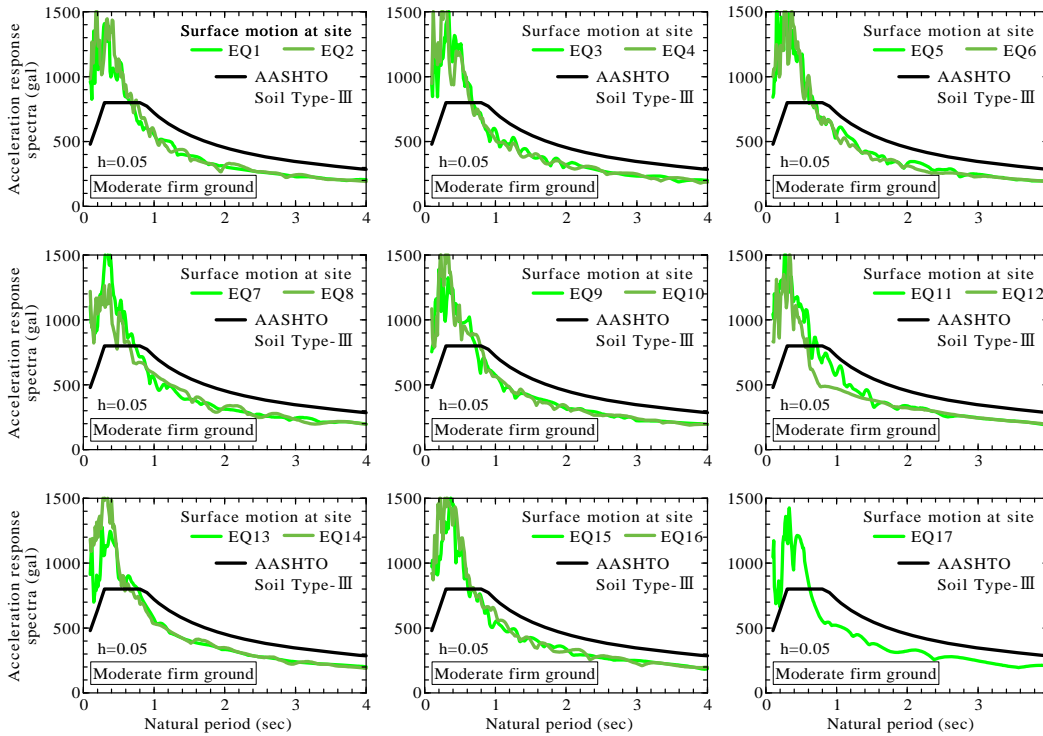 Acceleration response
spectra (gal)
1500
1000
500
0
Surface motion at site
EQ1 EQ2
AASHTO
Soil Type-Ⅲ
h=0.05
Moderate firm ground
0 1 2 3 4
1500
1000
500
0
Surface motion at site
EQ3 EQ4
AASHTO
Soil Type-Ⅲ
h=0.05
Moderate firm ground
0 1 2 3 4
1500
1000
500
0
Surface motion at site
EQ5 EQ6
AASHTO
Soil Type-Ⅲ
h=0.05
Moderate firm ground
0 1 2 3
Acceleration response
spectra (gal)
1500
1000
500
0
Surface motion at site
EQ7 EQ8
AASHTO
Soil Type-Ⅲ
h=0.05
Moderate firm ground
0 1 2 3 4
1500
1000
500
0
Surface motion at site
EQ9 EQ10
AASHTO
Soil Type-Ⅲ
h=0.05
Moderate firm ground
0 1 2 3 4
1500
1000
500
0
Surface motion at site
EQ11 EQ12
AASHTO
Soil Type-Ⅲ
h=0.05
Moderate firm ground
0 1 2 3
Acceleration response
spectra (gal)
1500
1000
500
0
Surface motion at site
EQ13 EQ14
AASHTO
Soil Type-Ⅲ
h=0.05
Moderate firm ground
0 1 2 3 4
Natural period (sec)
1500
1000
500
0
Surface motion at site
EQ15 EQ16
AASHTO
Soil Type-Ⅲ
h=0.05
Moderate firm ground
0 1 2 3 4
Natural period (sec)
1500
1000
500
0
Surface motion at site
EQ17
AASHTO
Soil Type-Ⅲ
h=0.05
Moderate firm ground
0 1 2 3
Natural period (sec)